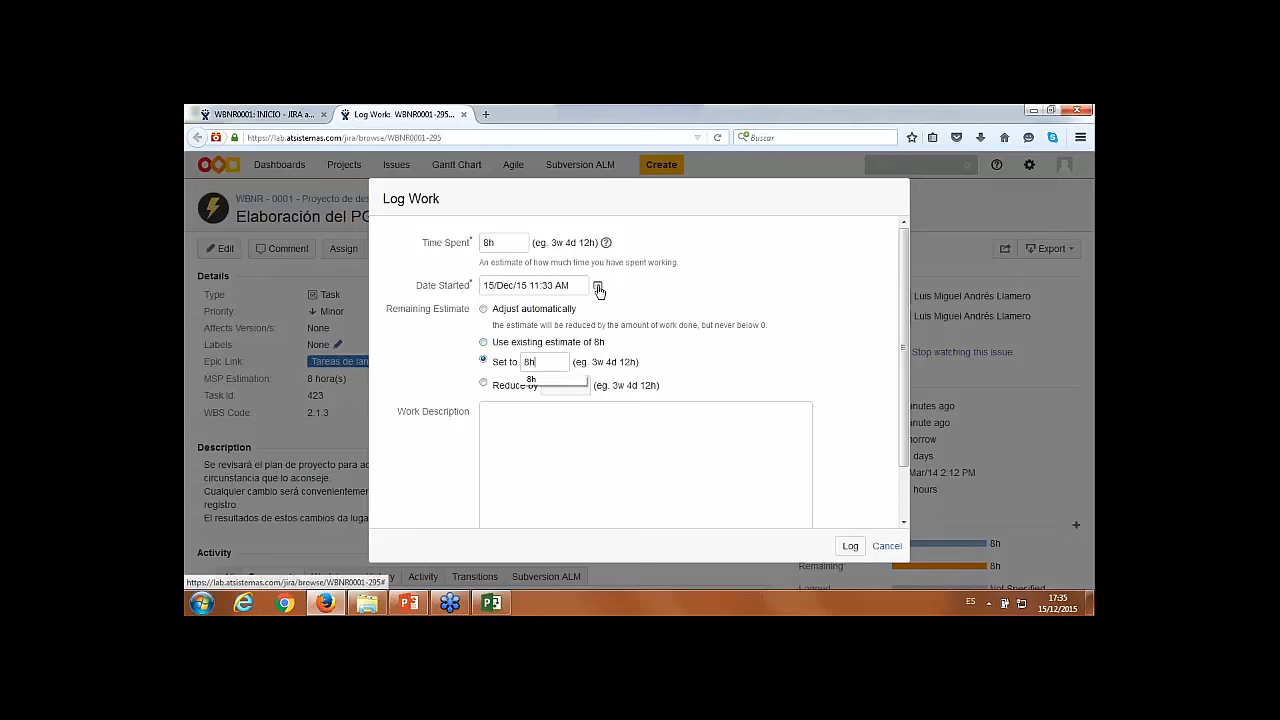 WBNR0001: INICIO - JIRA a...
Log Work: WBNR0001-295...
https://lab.atsistemas.com/jira/browse/WBNR0001-295
Buscar
Dashboards Projects Issues Gantt Chart Agile Subversion ALM Create
WBNR - 0001 - Proyecto de des
Elaboración del PG
Edit Comment Assign Export
Log Work
Time Spent* 8h (eg. 3w 4d 12h)
An estimate of how much time you have spent working.
Date Started* 15/Dec/15 11:33 AM
Remaining Estimate Adjust automatically
the estimate will be reduced by the amount of work done, but never below 0.
Use existing estimate of 8h
Set to 8h (eg. 3w 4d 12h)
8h
Reduce by (eg. 3w 4d 12h)
Work Description
Log Cancel
Details
Type: Task
Priority: Minor
Affects Version/s: None
Labels: None
Epic Link: Tareas de lan
MSP Estimation: 8 hora(s)
Task Id: 423
WBS Code: 2.1.3
Description
Se revisará el plan de proyecto para ac
circunstancia que lo aconseje.
Cualquier cambio será convenientemen
registro.
El resultados de estos cambios da luga
Activity
Activity Transitions Subversion ALM
Luis Miguel Andrés Llamero
Luis Miguel Andrés Llamero
Stop watching this issue
inutes ago
inute ago
morrow
days
Mar/14 2:12 PM
hours
8h
Remaining 8h
Logged Not Specified
https://lab.atsistemas.com/jira/browse/WBNR0001-295#
ES
17:35
15/12/2015